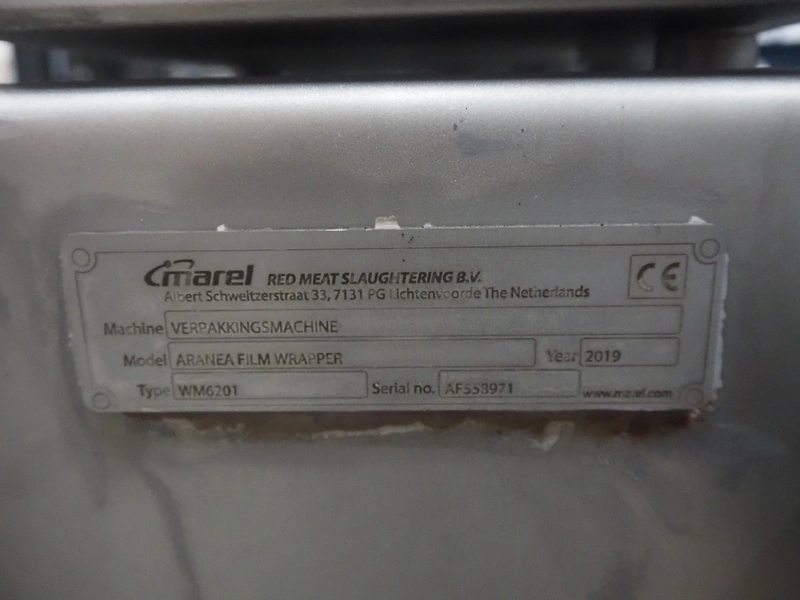 marel RED MEAT SLAUGHTERING B.V. CE
Albert Schweitzerstraat 33, 7131 PG Lichtenvoorde The Netherlands
Machine VERPAKKINGSMACHINE
Model ARANEA FILM WRAPPER Year 2019
Type WM6201 Serial no. AF558971 www.marel.com